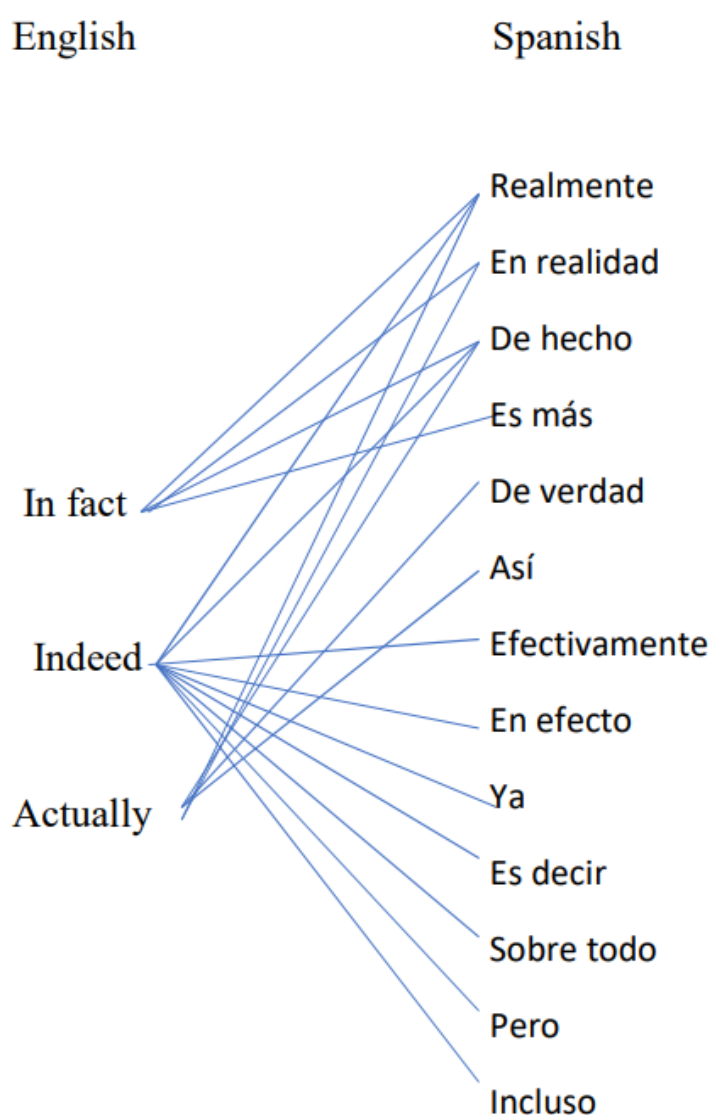 English Spanish
Realmente
En realidad
De hecho
Es más
In fact
De verdad
Así
Indeed
Efectivamente
En efecto
Ya
Actually
Es decir
Sobre todo
Pero
Incluso